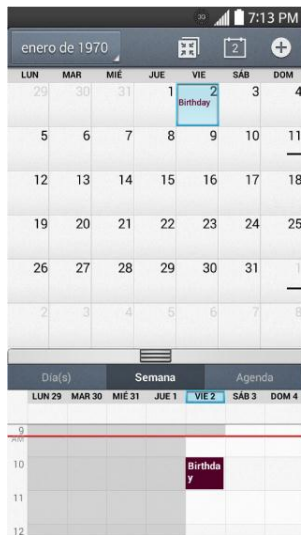 7:13 PM
enero de 1970 2
LUN MAR MIÉ JUE VIE SÁB DOM
29 30 31 1 2 3 4
Birthday
5 6 7 8 9 10 11
12 13 14 15 16 17 18
19 20 21 22 23 24 25
26 27 28 29 30 31 1
2 3 4 5 6 7 8
Día(s) Semana Agenda
LUN 29 MAR 30 MIÉ 31 JUE 1 VIE 2 SÁB 3 DOM 4
9
AM
10 Birthda
y
11
12